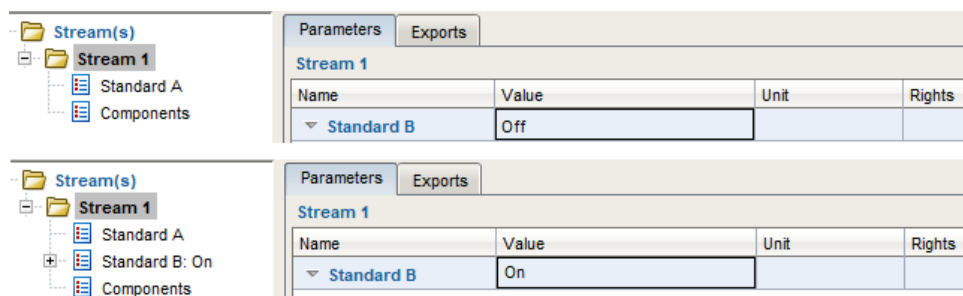 Stream(s)
Stream 1
Standard A
Components
Parameters Exports
Stream 1
Name Value Unit Rights
Standard B Off
Stream(s)
Stream 1
Standard A
Standard B: On
Components
Parameters Exports
Stream 1
Name Value Unit Rights
Standard B On